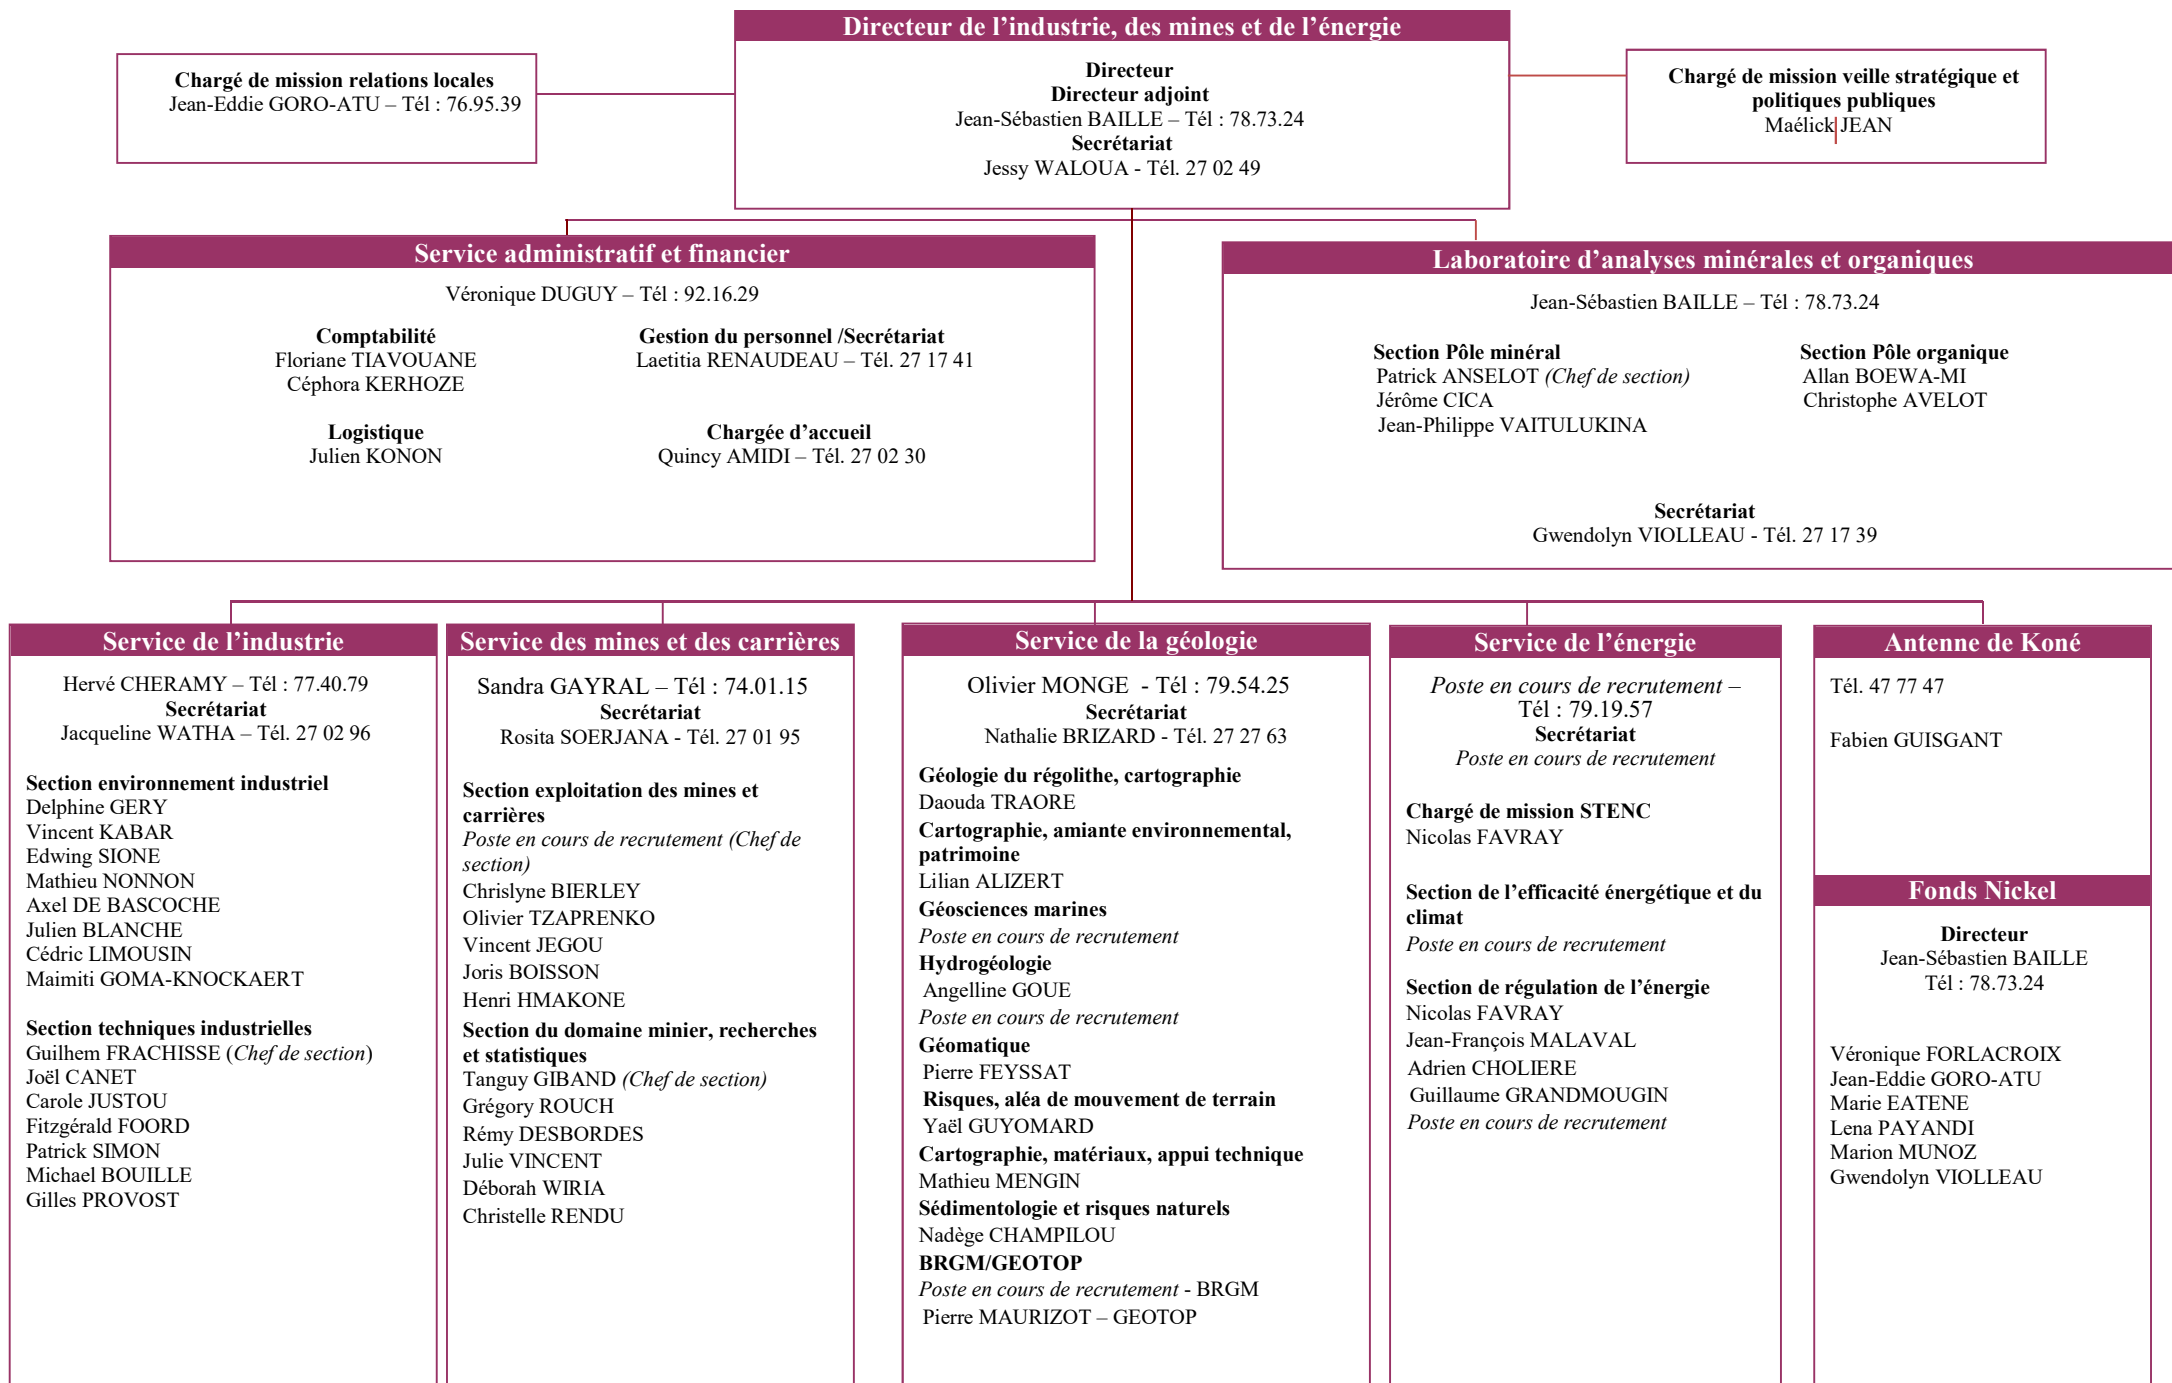 Directeur de l’industrie, des mines et de l’énergie
Directeur
Directeur adjoint
Jean-Sébastien BAILLE – Tél : 78.73.24
Secrétariat
Jessy WALOUA - Tél. 27 02 49
Chargé de mission relations locales
Jean-Eddie GORO-ATU – Tél : 76.95.39
Chargé de mission veille stratégique et
politiques publiques
Maélick JEAN
Service administratif et financier
Véronique DUGUY – Tél : 92.16.29
Comptabilité
Floriane TIAVOUANE
Céphora KERHOZE
Gestion du personnel /Secrétariat
Laetitia RENAUDEAU – Tél. 27 17 41
Logistique
Julien KONON
Chargée d’accueil
Quincy AMIDI – Tél. 27 02 30
Laboratoire d’analyses minérales et organiques
Jean-Sébastien BAILLE – Tél : 78.73.24
Section Pôle minéral
Patrick ANSELOT (Chef de section)
Jérôme CICA
Jean-Philippe VAITULUKINA
Section Pôle organique
Allan BOEWA-MI
Christophe AVELOT
Secrétariat
Gwendolyn VIOLLEAU - Tél. 27 17 39
Service de l’industrie
Hervé CHERAMY – Tél : 77.40.79
Secrétariat
Jacqueline WATHA – Tél. 27 02 96
Section environnement industriel
Delphine GERY
Vincent KABAR
Edwing SIONE
Mathieu NONNON
Axel DE BASCOCHE
Julien BLANCHE
Cédric LIMOUSIN
Maimiti GOMA-KNOCKAERT
Section techniques industrielles
Guilhem FRACHISSE (Chef de section)
Joël CANET
Carole JUSTOU
Fitzgérald FOORD
Patrick SIMON
Michael BOUILLE
Gilles PROVOST
Service des mines et des carrières
Sandra GAYRAL – Tél : 74.01.15
Secrétariat
Rosita SOERJANA - Tél. 27 01 95
Section exploitation des mines et
carrières
Poste en cours de recrutement (Chef de
section)
Chrislyne BIERLEY
Olivier TZAPRENKO
Vincent JEGOU
Joris BOISSON
Henri HMAKONE
Section du domaine minier, recherches
et statistiques
Tanguy GIBAND (Chef de section)
Grégory ROUCH
Rémy DESBORDES
Julie VINCENT
Déborah WIRIA
Christelle RENDU
Service de la géologie
Olivier MONGE - Tél : 79.54.25
Secrétariat
Nathalie BRIZARD - Tél. 27 27 63
Géologie du régolithe, cartographie
Daouda TRAORE
Cartographie, amiante environnemental,
patrimoine
Lilian ALIZERT
Géosciences marines
Poste en cours de recrutement
Hydrogéologie
Angelline GOUE
Poste en cours de recrutement
Géomatique
Pierre FEYSSAT
Risques, aléa de mouvement de terrain
Yaël GUYOMARD
Cartographie, matériaux, appui technique
Mathieu MENGIN
Sédimentologie et risques naturels
Nadège CHAMPILOU
BRGM/GEOTOP
Poste en cours de recrutement - BRGM
Pierre MAURIZOT – GEOTOP
Service de l’énergie
Poste en cours de recrutement –
Tél : 79.19.57
Secrétariat
Poste en cours de recrutement
Chargé de mission STENC
Nicolas FAVRAY
Section de l’efficacité énergétique et du
climat
Poste en cours de recrutement
Section de régulation de l’énergie
Nicolas FAVRAY
Jean-François MALAVAL
Adrien CHOLIERE
Guillaume GRANDMOUGIN
Poste en cours de recrutement
Antenne de Koné
Tél. 47 77 47
Fabien GUISGANT
Fonds Nickel
Directeur
Jean-Sébastien BAILLE
Tél : 78.73.24
Véronique FORLACROIX
Jean-Eddie GORO-ATU
Marie EATENE
Lena PAYANDI
Marion MUNOZ
Gwendolyn VIOLLEAU